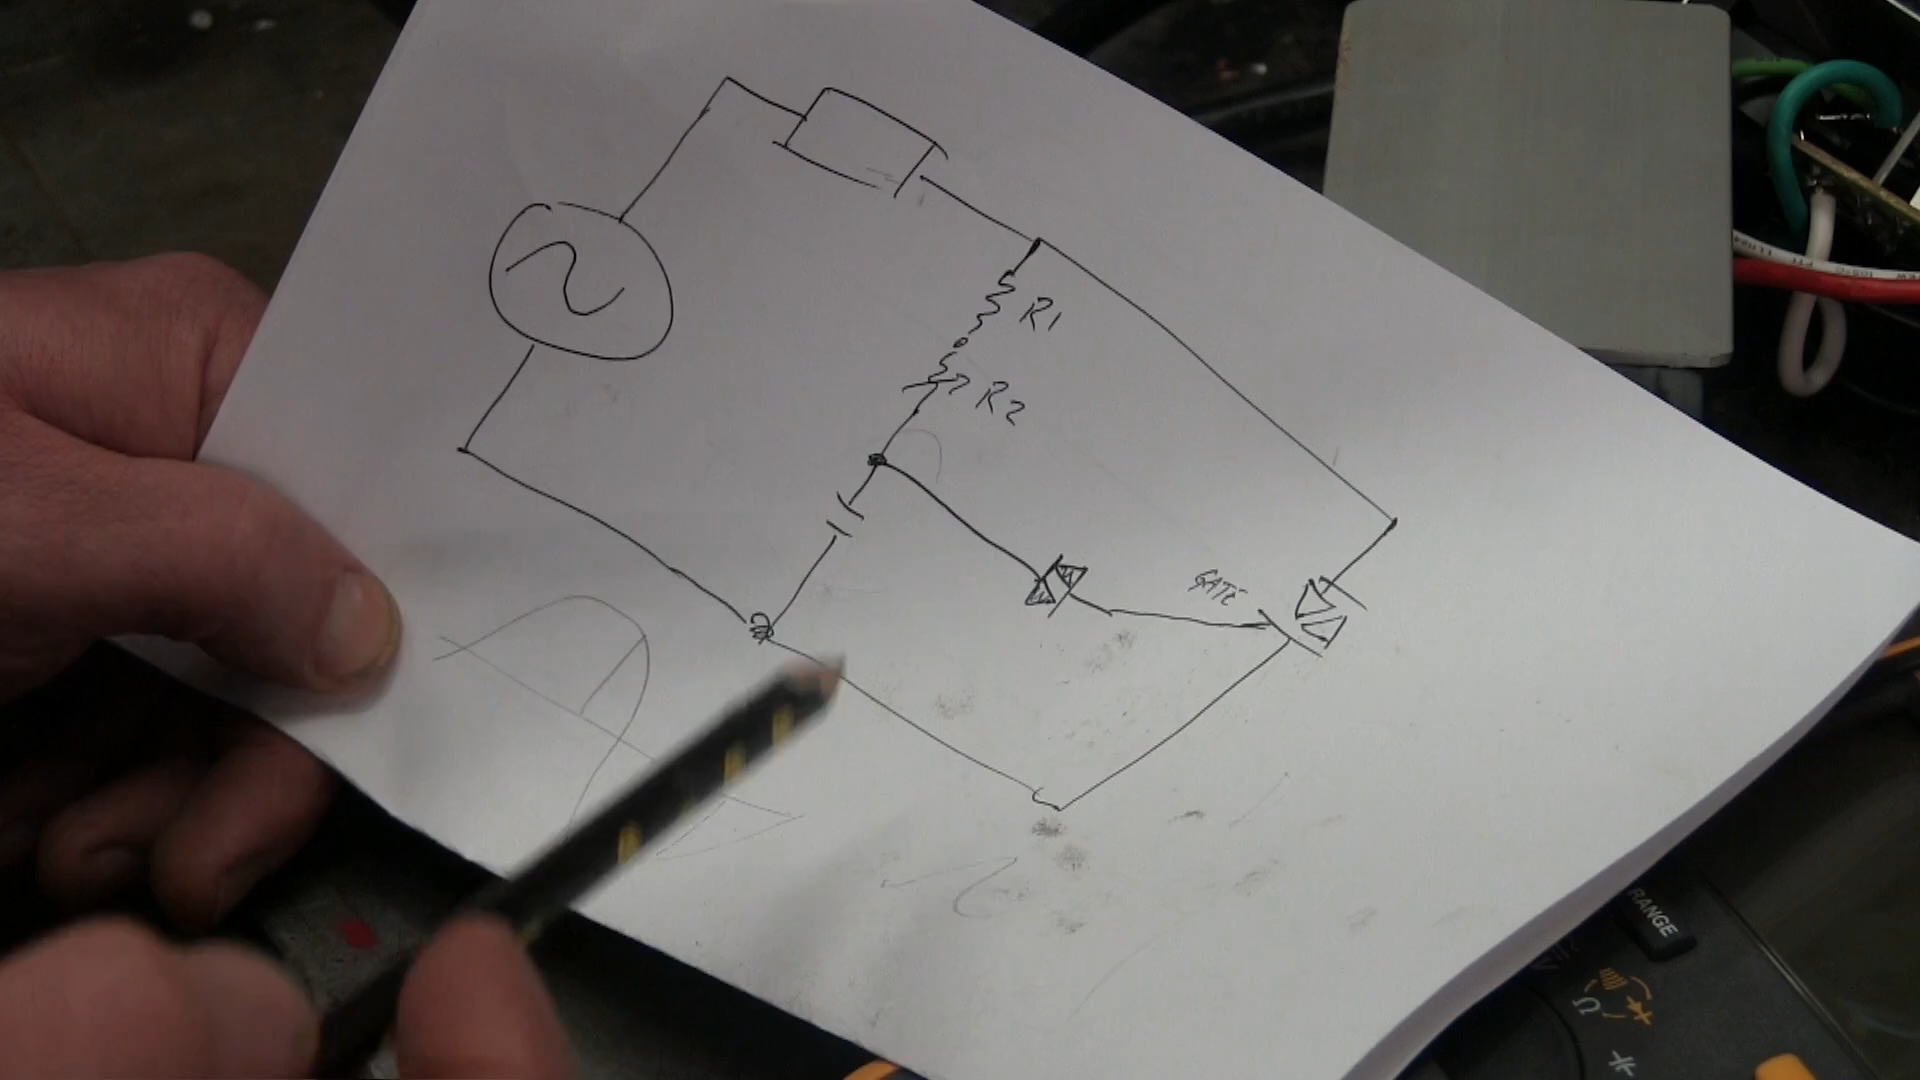 R1
R2
GATE
RANGE
Ω